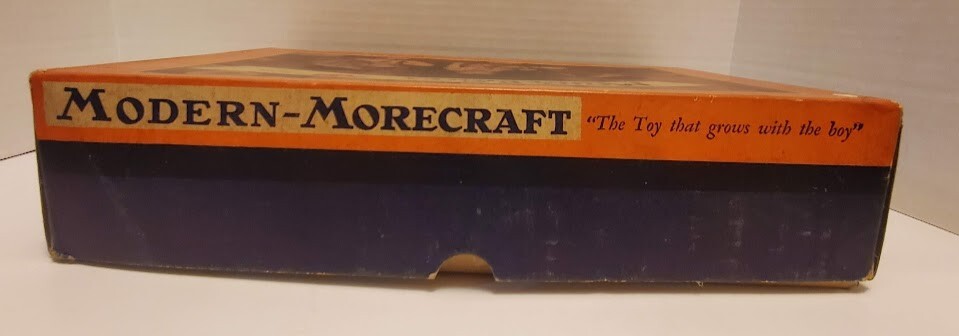 MODERN-MORECRAFT "The Toy that grows with the boy"